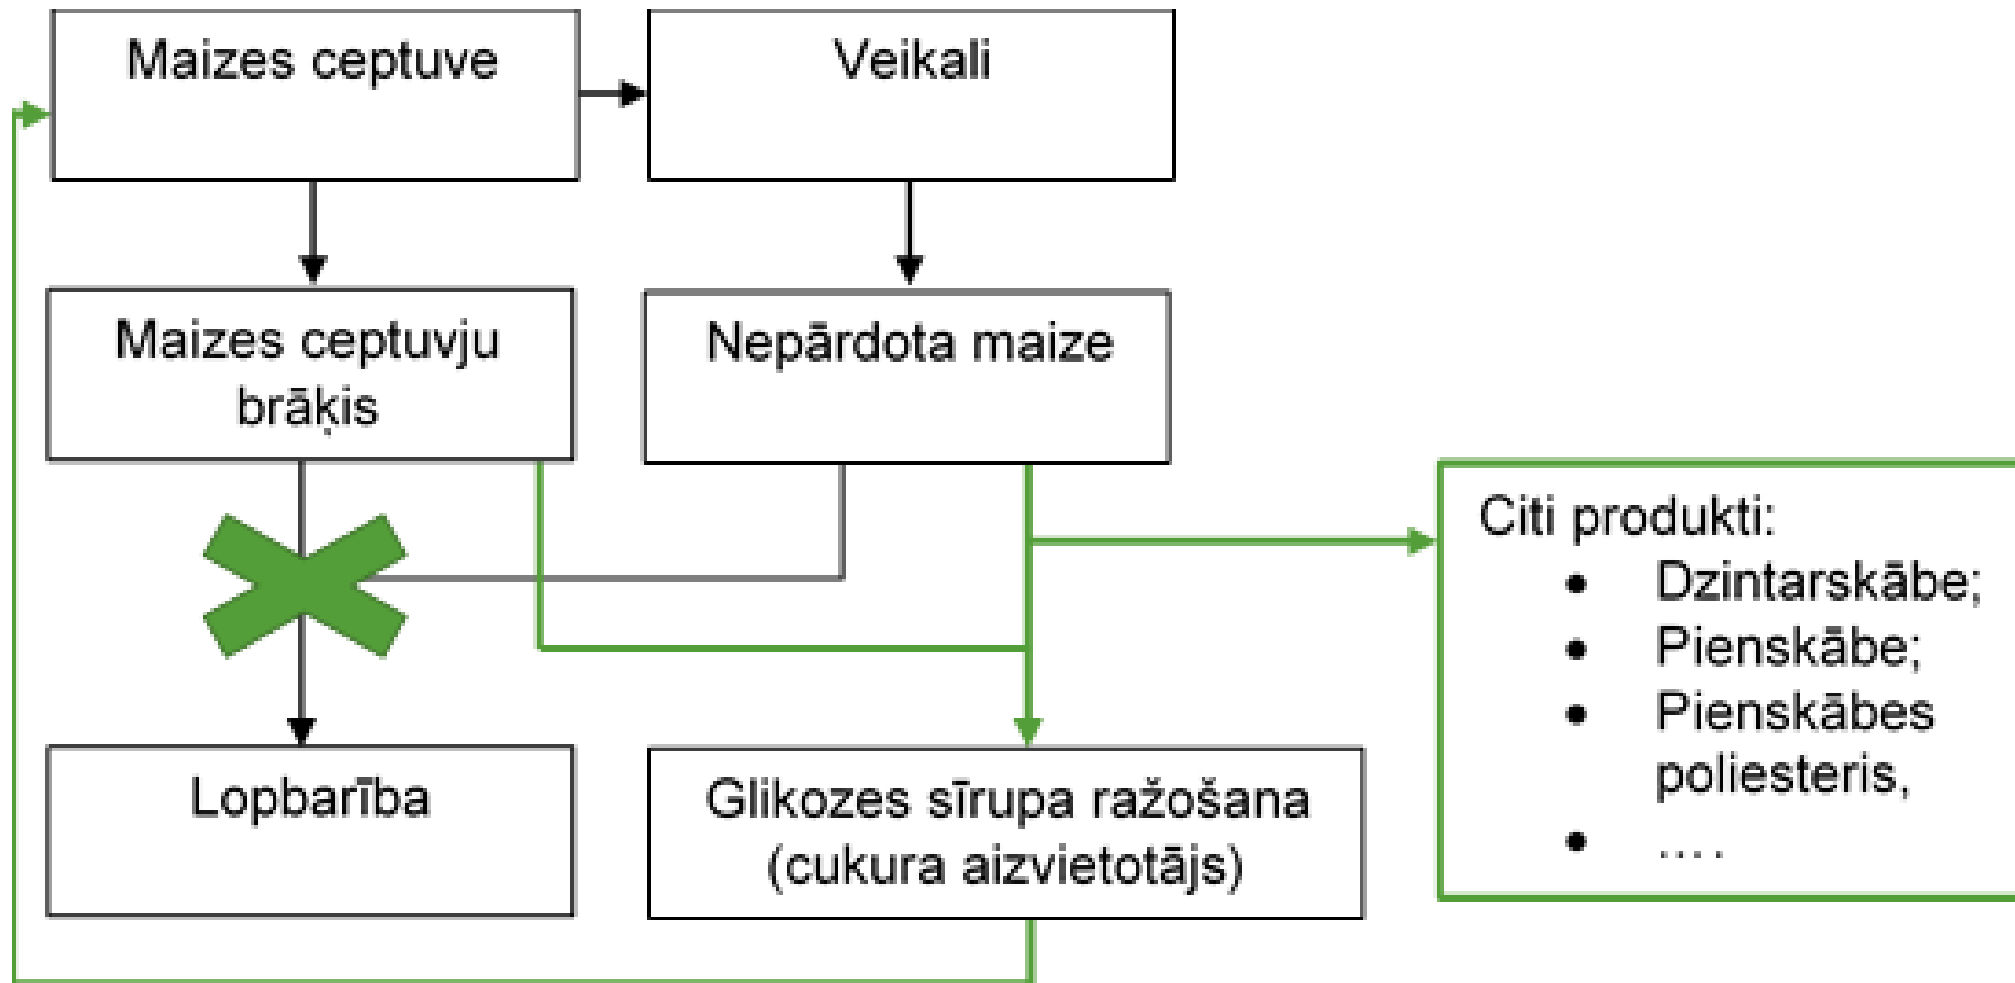 Maizes ceptuve
Veikali
Maizes ceptuvju
brāķis
Nepārdota maize
Citi produkti:
• Dzintarskābe;
• Pienskābe;
• Pienskābes
poliesteris,
• ....
Lopbarība
Glikozes sīrupa ražošana
(cukura aizvietotājs)